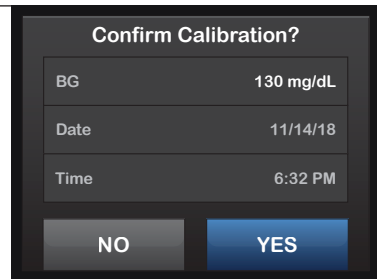 Confirm Calibration?
BG 130 mg/dL
Date 11/14/18
Time 6:32 PM
NO YES